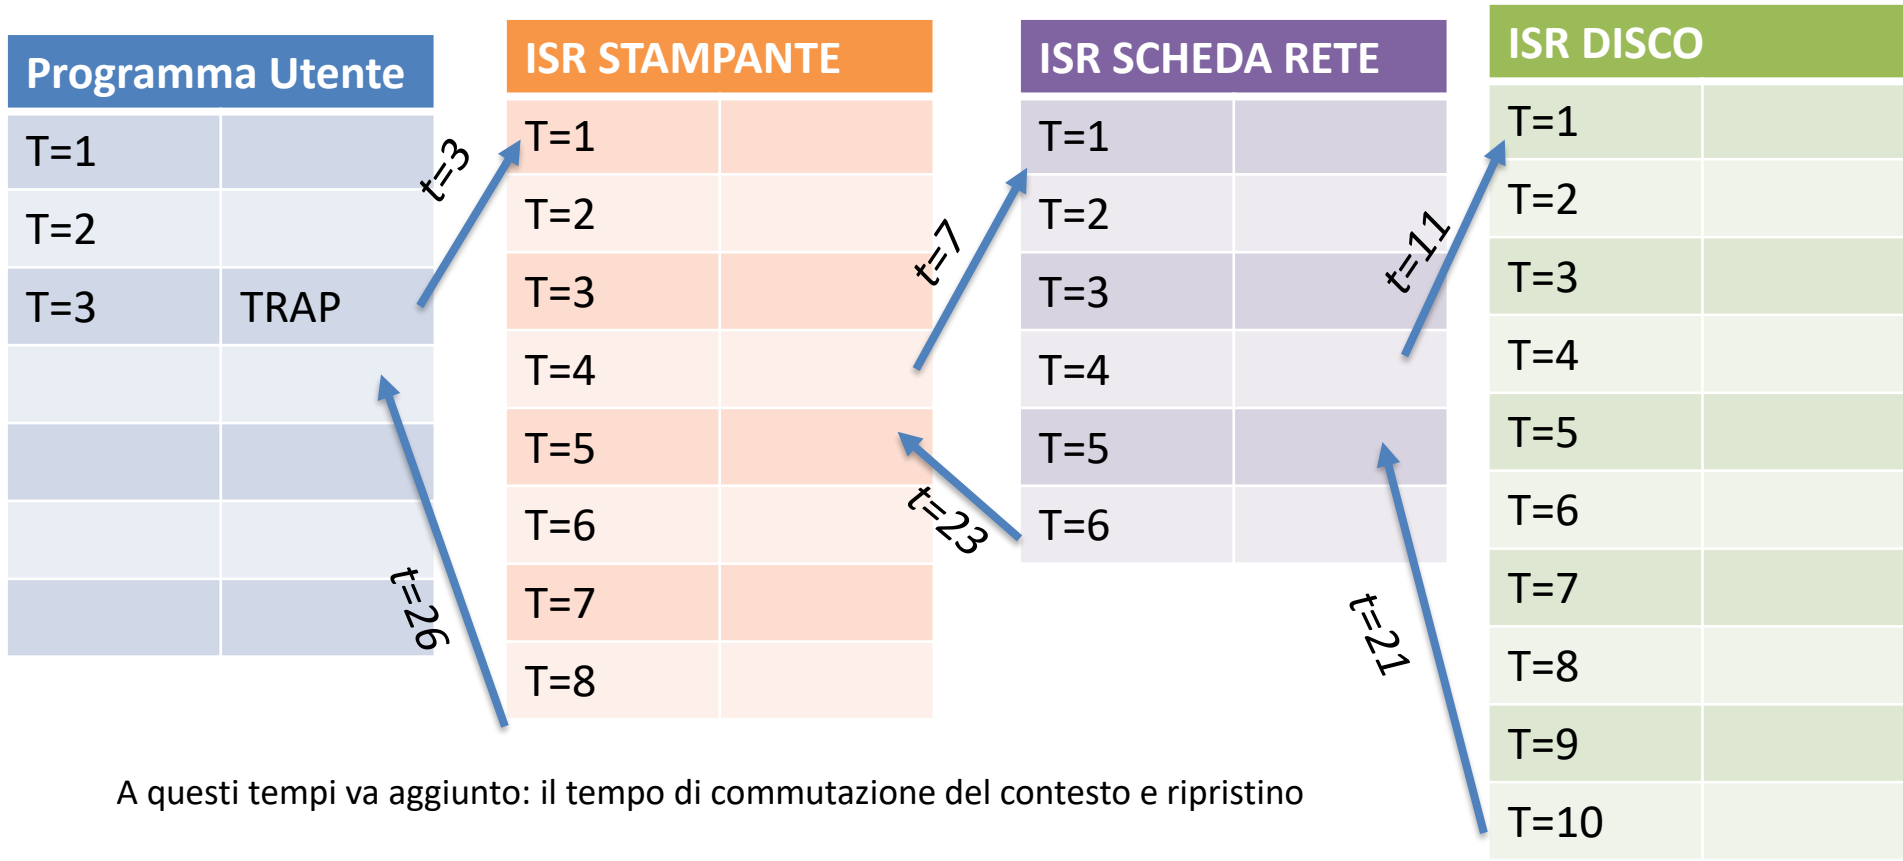 Programma Utente
T=1
T=2
T=3 TRAP
t=3
ISR STAMPANTE
T=1
T=2
T=3
T=4
T=5
T=6
T=7
T=8
t=7
t=23
t=26
ISR SCHEDA RETE
T=1
T=2
T=3
T=4
T=5
T=6
t=11
t=21
ISR DISCO
T=1
T=2
T=3
T=4
T=5
T=6
T=7
T=8
T=9
T=10
A questi tempi va aggiunto: il tempo di commutazione del contesto e ripristino